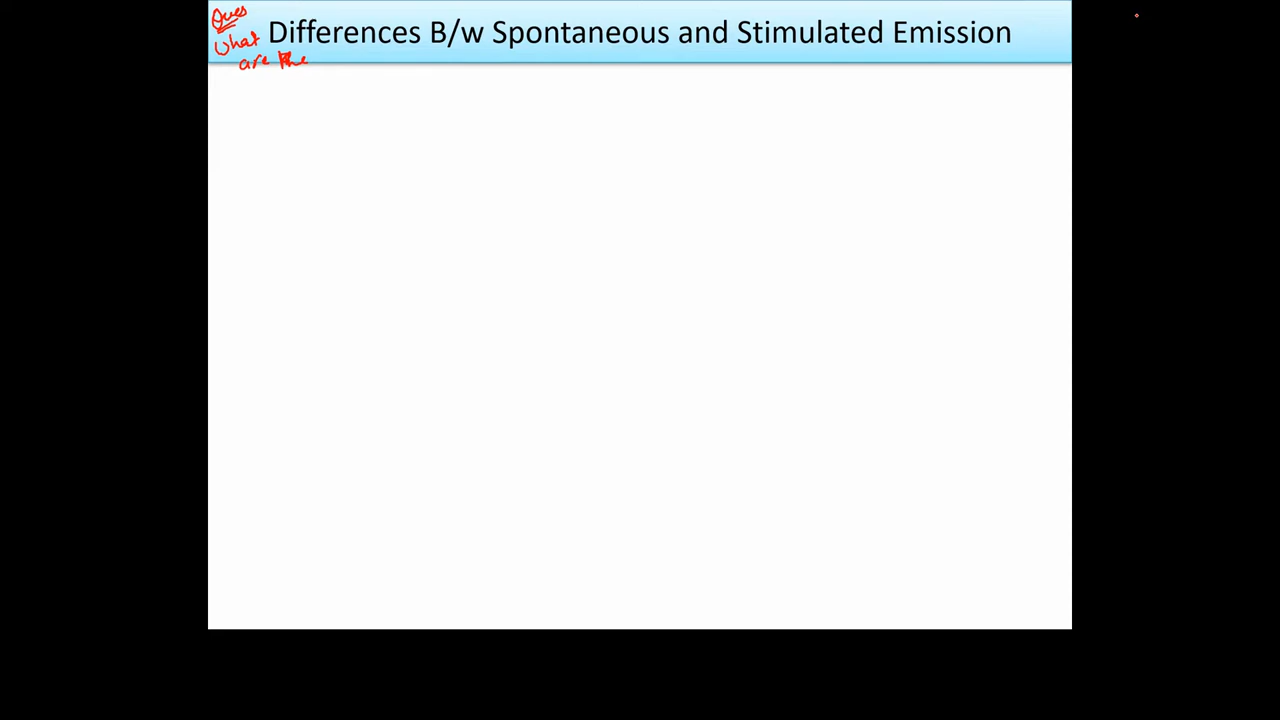 Ques
What Differences B/w Spontaneous and Stimulated Emission
are the